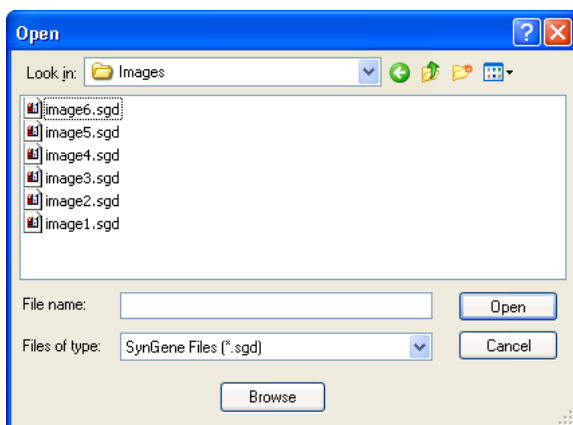 Open
Look in: Images
image6.sgd
image5.sgd
image4.sgd
image3.sgd
image2.sgd
image1.sgd
File name: Open
Files of type: SynGene Files (*.sgd) Cancel
Browse